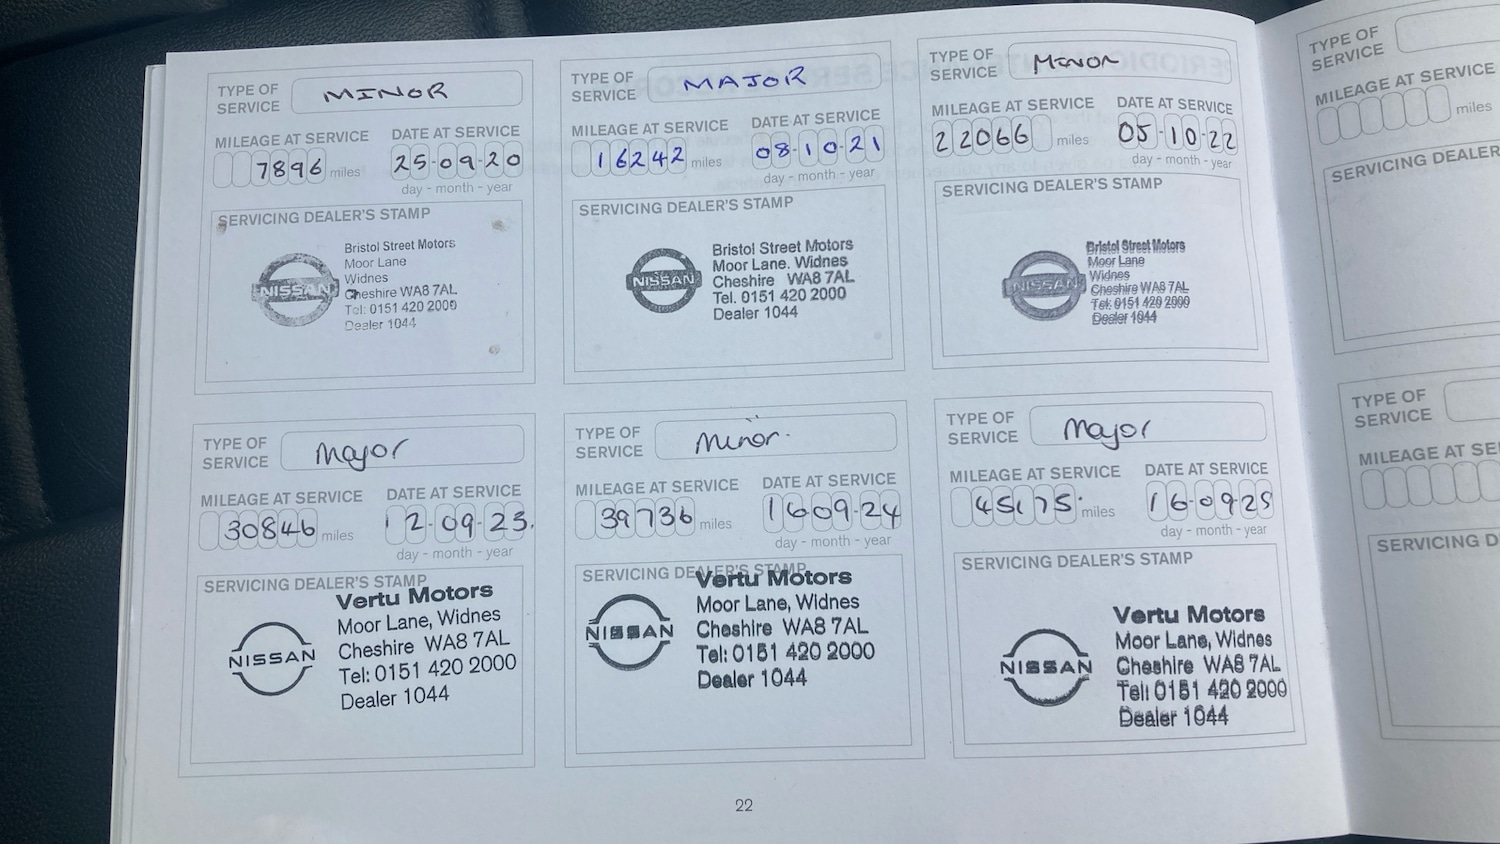 TYPE OF SERVICE MINOR
MILEAGE AT SERVICE DATE AT SERVICE
7896 miles 25-09-20
day - month - year
SERVICING DEALER'S STAMP
NISSAN
Bristol Street Motors
Moor Lane
Widnes
Cheshire WA8 7AL
Tel: 0151 420 2000
Dealer 1044
TYPE OF SERVICE MAJOR
MILEAGE AT SERVICE DATE AT SERVICE
16242 miles 08-10-21
day - month - year
SERVICING DEALER'S STAMP
NISSAN
Bristol Street Motors
Moor Lane. Widnes
Cheshire WA8 7AL
Tel. 0151 420 2000
Dealer 1044
TYPE OF SERVICE MINOR
MILEAGE AT SERVICE DATE AT SERVICE
22066 miles 05-10-22
day - month - year
SERVICING DEALER'S STAMP
NISSAN
Bristol Street Motors
Moor Lane
Widnes
Cheshire WA8 7AL
Tel: 0151 420 2000
Dealer 1044
TYPE OF SERVICE Major
MILEAGE AT SERVICE DATE AT SERVICE
30846 miles 12-09-23.
day - month - year
SERVICING DEALER'S STAMP
NISSAN
Vertu Motors
Moor Lane, Widnes
Cheshire WA8 7AL
Tel: 0151 420 2000
Dealer 1044
TYPE OF SERVICE Minor
MILEAGE AT SERVICE DATE AT SERVICE
39736 miles 16-09-24
day - month - year
SERVICING DEALER'S STAMP
NISSAN
Vertu Motors
Moor Lane, Widnes
Cheshire WA8 7AL
Tel: 0151 420 2000
Dealer 1044
TYPE OF SERVICE Major
MILEAGE AT SERVICE DATE AT SERVICE
45175 miles 16-09-25
day - month - year
SERVICING DEALER'S STAMP
NISSAN
Vertu Motors
Moor Lane, Widnes
Cheshire WA8 7AL
Tel: 0151 420 2000
Dealer 1044
22
TYPE OF SERVICE
MILEAGE AT SERVICE
miles
SERVICING DEALER
TYPE OF SERVICE
MILEAGE AT SE
SERVICING D